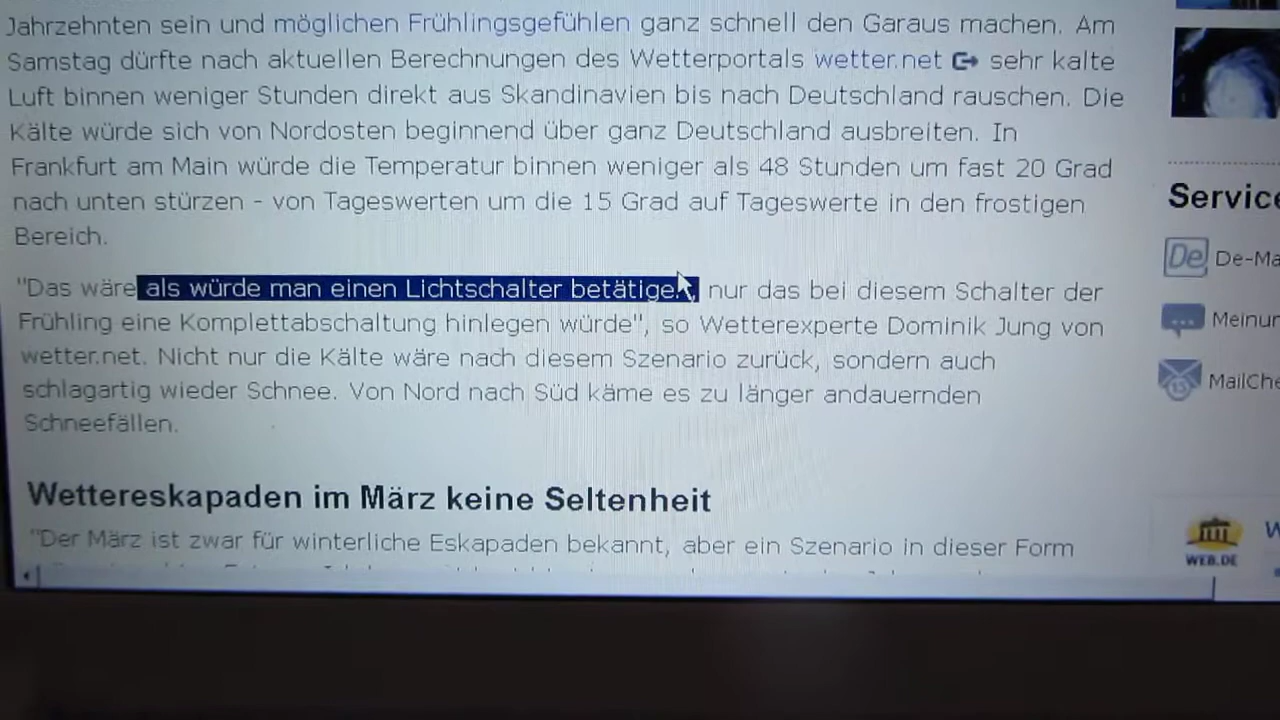 Jahrzehnten sein und möglichen Frühlingsgefühlen ganz schnell den Garaus machen. Am
Samstag dürfte nach aktuellen Berechnungen des Wetterportals wetter.net sehr kalte
Luft binnen weniger Stunden direkt aus Skandinavien bis nach Deutschland rauschen. Die
Kälte würde sich von Nordosten beginnend über ganz Deutschland ausbreiten. In
Frankfurt am Main würde die Temperatur binnen weniger als 48 Stunden um fast 20 Grad
nach unten stürzen - von Tageswerten um die 15 Grad auf Tageswerte in den frostigen
Bereich.
"Das wäre als würde man einen Lichtschalter betätigen, nur das bei diesem Schalter der
Frühling eine Komplettabschaltung hinlegen würde", so Wetterexperte Dominik Jung von
wetter.net. Nicht nur die Kälte wäre nach diesem Szenario zurück, sondern auch
schlagartig wieder Schnee. Von Nord nach Süd käme es zu länger andauernden
Schneefällen.
Wettereskapaden im März keine Seltenheit
"Der März ist zwar für winterliche Eskapaden bekannt, aber ein Szenario in dieser Form
Service
De De-Ma
Meinun
MailChe
WEB.DE
W